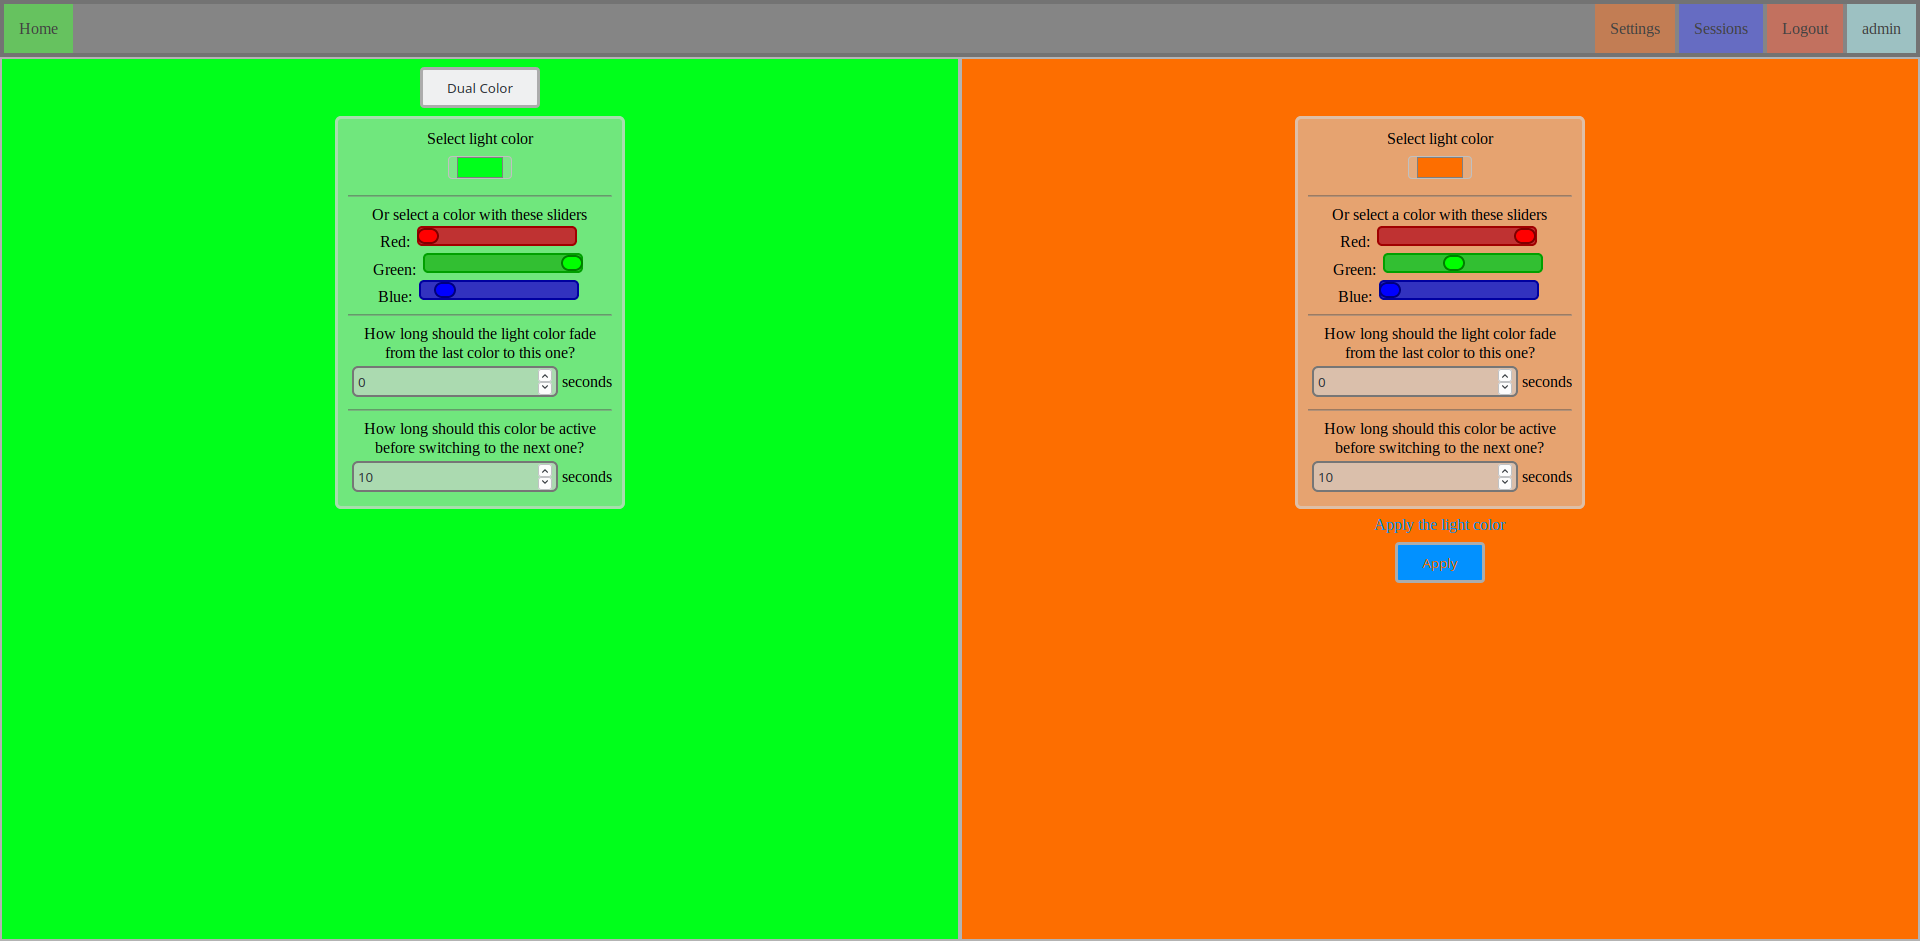 Home
Settings Sessions Logout admin
Dual Color
Select light color
Or select a color with these sliders
Red:
Green:
Blue:
How long should the light color fade
from the last color to this one?
0 seconds
How long should this color be active
before switching to the next one?
10 seconds
Select light color
Or select a color with these sliders
Red:
Green:
Blue:
How long should the light color fade
from the last color to this one?
0 seconds
How long should this color be active
before switching to the next one?
10 seconds
Apply the light color
Apply